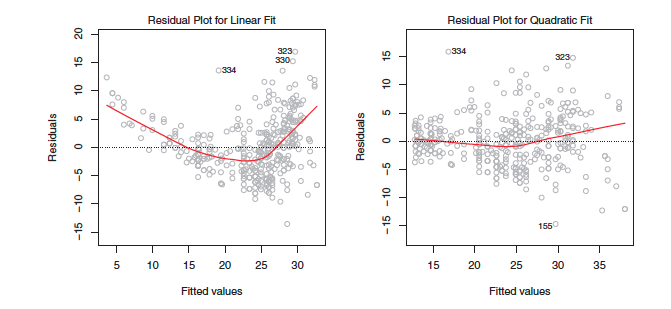 Residual Plot for Linear Fit
20
15
10
5
0
−5
−10
−15
Residuals
323
330
334
5 10 15 20 25 30
Fitted values
Residual Plot for Quadratic Fit
15
10
5
0
−5
−10
−15
Residuals
334
323
155
15 20 25 30 35
Fitted values